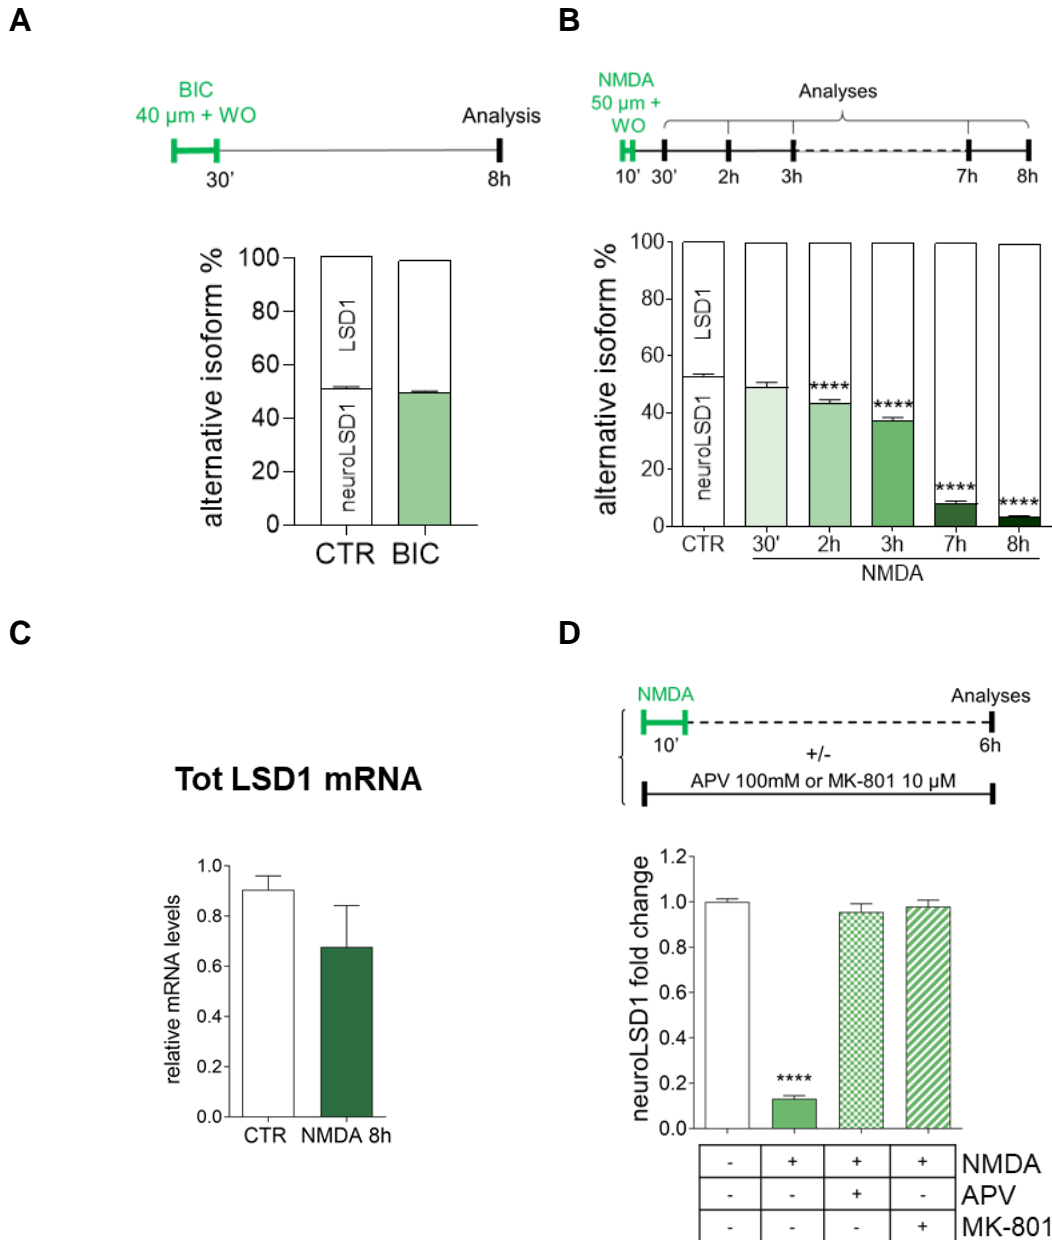 A
BIC
40 µm + WO
Analysis
30’
8h
alternative isoform %
100
80
60
40
20
0
LSD1
neuroLSD1
CTR BIC
B
NMDA
50 µm +
WO
Analyses
10’ 30’ 2h 3h 7h 8h
alternative isoform %
100
80
60
40
20
0
LSD1
neuroLSD1
****
****
****
****
CTR 30' 2h 3h 7h 8h
NMDA
C
Tot LSD1 mRNA
relative mRNA levels
1.0
0.8
0.6
0.4
0.2
0.0
CTR NMDA 8h
D
NMDA
Analyses
10’
6h
+/-
APV 100mM or MK-801 10 µM
neuroLSD1 fold change
1.2
1.0
0.8
0.6
0.4
0.2
0.0
****
- + + + NMDA
- - + - APV
- - - + MK-801